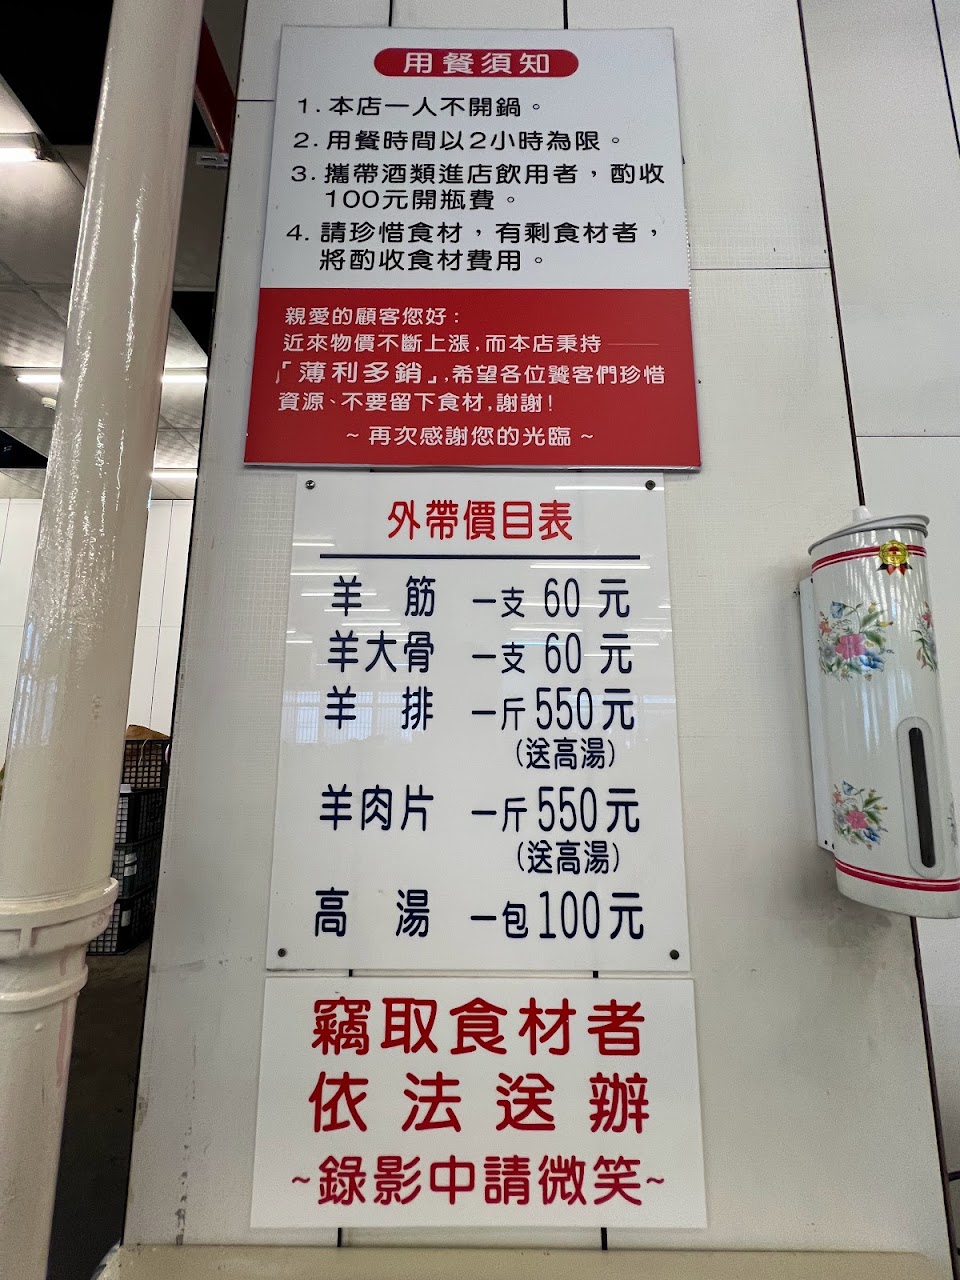 用餐須知
1. 本店一人不開鍋。
2. 用餐時間以2小時為限。
3. 攜帶酒類進店飲用者，酌收
100元開瓶費。
4. 請珍惜食材，有剩食材者，
將酌收食材費用。
親愛的顧客您好：
近來物價不斷上漲,而本店秉持——
「薄利多銷」,希望各位饕客們珍惜
資源、不要留下食材,謝謝!
~ 再次感謝您的光臨 ~
外帶價目表
羊筋 一支 60 元
羊大骨 一支 60 元
羊排 一斤 550 元
(送高湯)
羊肉片 一斤 550 元
(送高湯)
高湯 一包 100 元
竊取食材者
依法送辦
~錄影中請微笑~